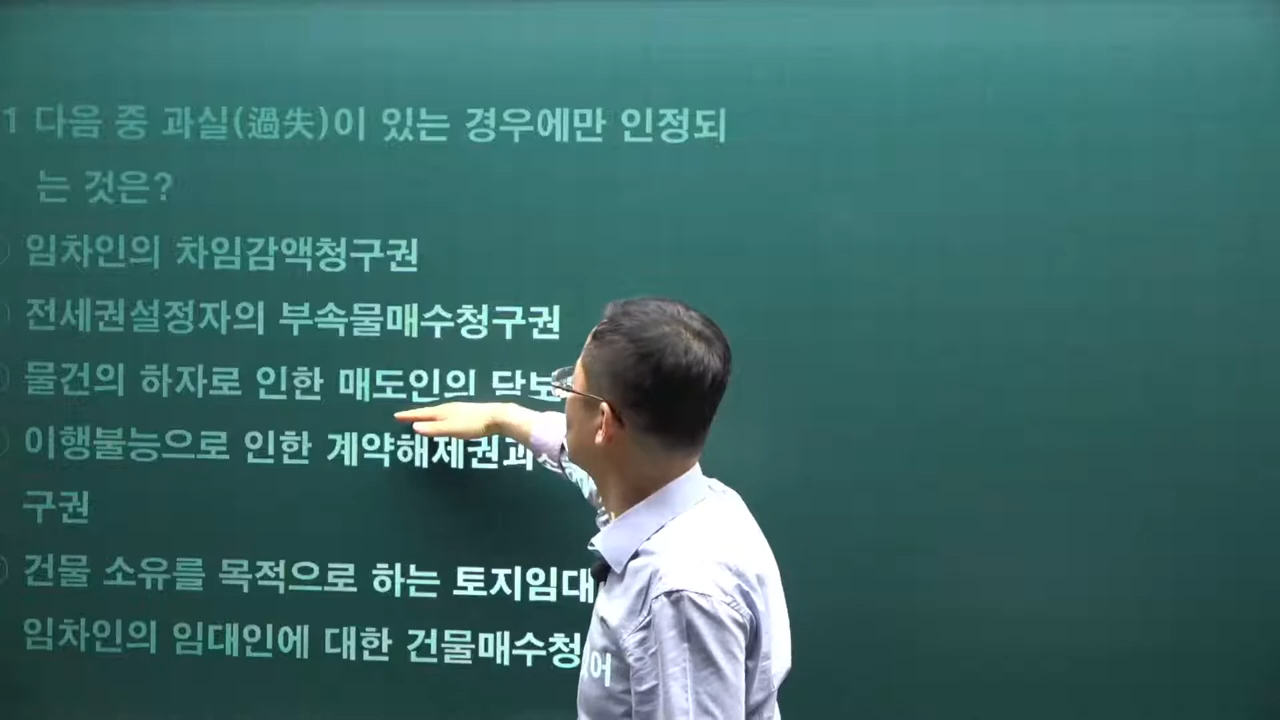 1 다음 중 과실(過失)이 있는 경우에만 인정되
는 것은?
임차인의 차임감액청구권
전세권설정자의 부속물매수청구권
물건의 하자로 인한 매도인의 담보
이행불능으로 인한 계약해제권과
구권
건물 소유를 목적으로 하는 토지임대
임차인의 임대인에 대한 건물매수청